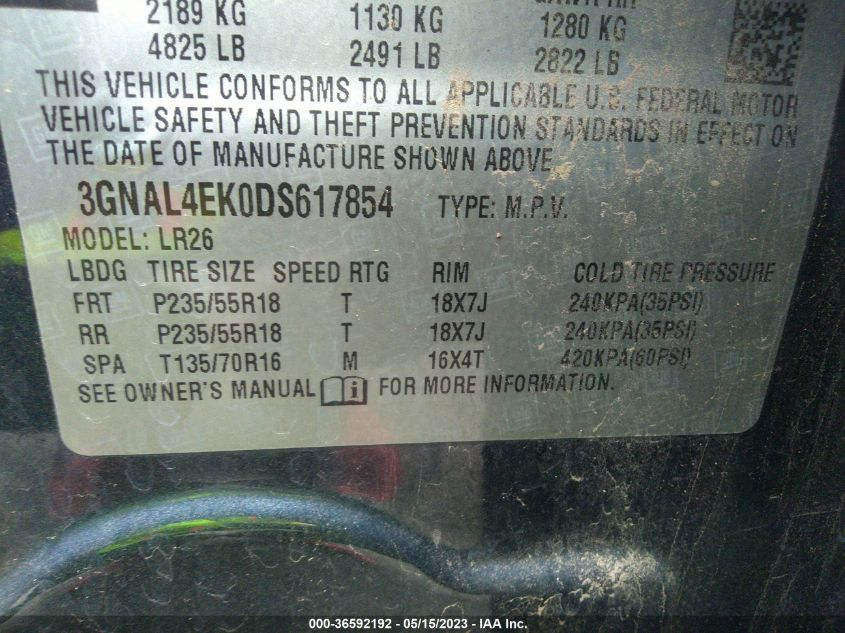 2189 KG 1130 KG 1280 KG
4825 LB 2491 LB 2822 LB
THIS VEHICLE CONFORMS TO ALL APPLICABLE U.S. FEDERAL MOTOR
VEHICLE SAFETY AND THEFT PREVENTION STANDARDS IN EFFECT ON
THE DATE OF MANUFACTURE SHOWN ABOVE.
3GNAL4EK0DS617854 TYPE: M.P.V.
MODEL: LR26
LBDG TIRE SIZE SPEED RTG RIM COLD TIRE PRESSURE
FRT P235/55R18 T 18X7J 240KPA(35PSI)
RR P235/55R18 T 18X7J 240KPA(35PSI)
SPA T135/70R16 M 16X4T 420KPA(60PSI)
SEE OWNER'S MANUAL i FOR MORE INFORMATION.
000-36592192 - 05/15/2023 - IAA Inc.